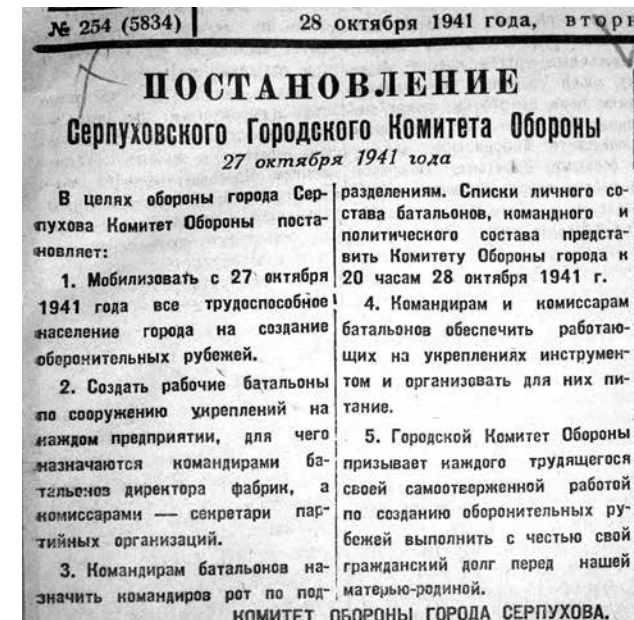 № 254 (5834)
28 октября 1941 года,
ПОСТАНОВЛЕНИЕ
Серпуховского Городского Комитета Обороны
27 октября 1941 года
В целях обороны города Сер-
пухова Комитет Обороны поста-
новляет:
1. Мобилизовать с 27 октября
1941 года все трудоспособное
население города на создание
оборонительных рубежей.
2. Создать рабочие батальоны
по сооружению укреплений на
каждом предприятии, для чего
назначаются командирами ба-
тальонов директора фабрик, а
комиссарами — секретари пар-
тийных организаций.
3. Командирам батальонов на-
значить командиров рот по под-
разделениям. Списки личного со-
става батальонов, командного и
политического состава предста-
вить Комитету Обороны города к
20 часам 28 октября 1941 г.
4. Командирам и комиссарам
батальонов обеспечить работаю-
щих на укреплениях инструмен-
том и организовать для них пи-
тание.
5. Городской Комитет Обороны
призывает каждого трудящегося
своей самоотверженной работой
по созданию оборонительных ру-
бежей выполнить с честью свой
гражданский долг перед нашей
матерью-родиной.
КОМИТЕТ ОБОРОНЫ ГОРОДА СЕРПУХОВА.